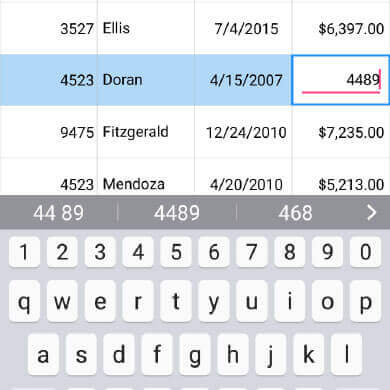 3527 Ellis 7/4/2015 $6,397.00
4523 Doran 4/15/2007 4489
9475 Fitzgerald 12/24/2010 $7,235.00
4523 Mendoza 4/20/2010 $5,213.00
44 89 4489 468
1 2 3 4 5 6 7 8 9 0
q w e r t y u i o p
a s d f g h j k l